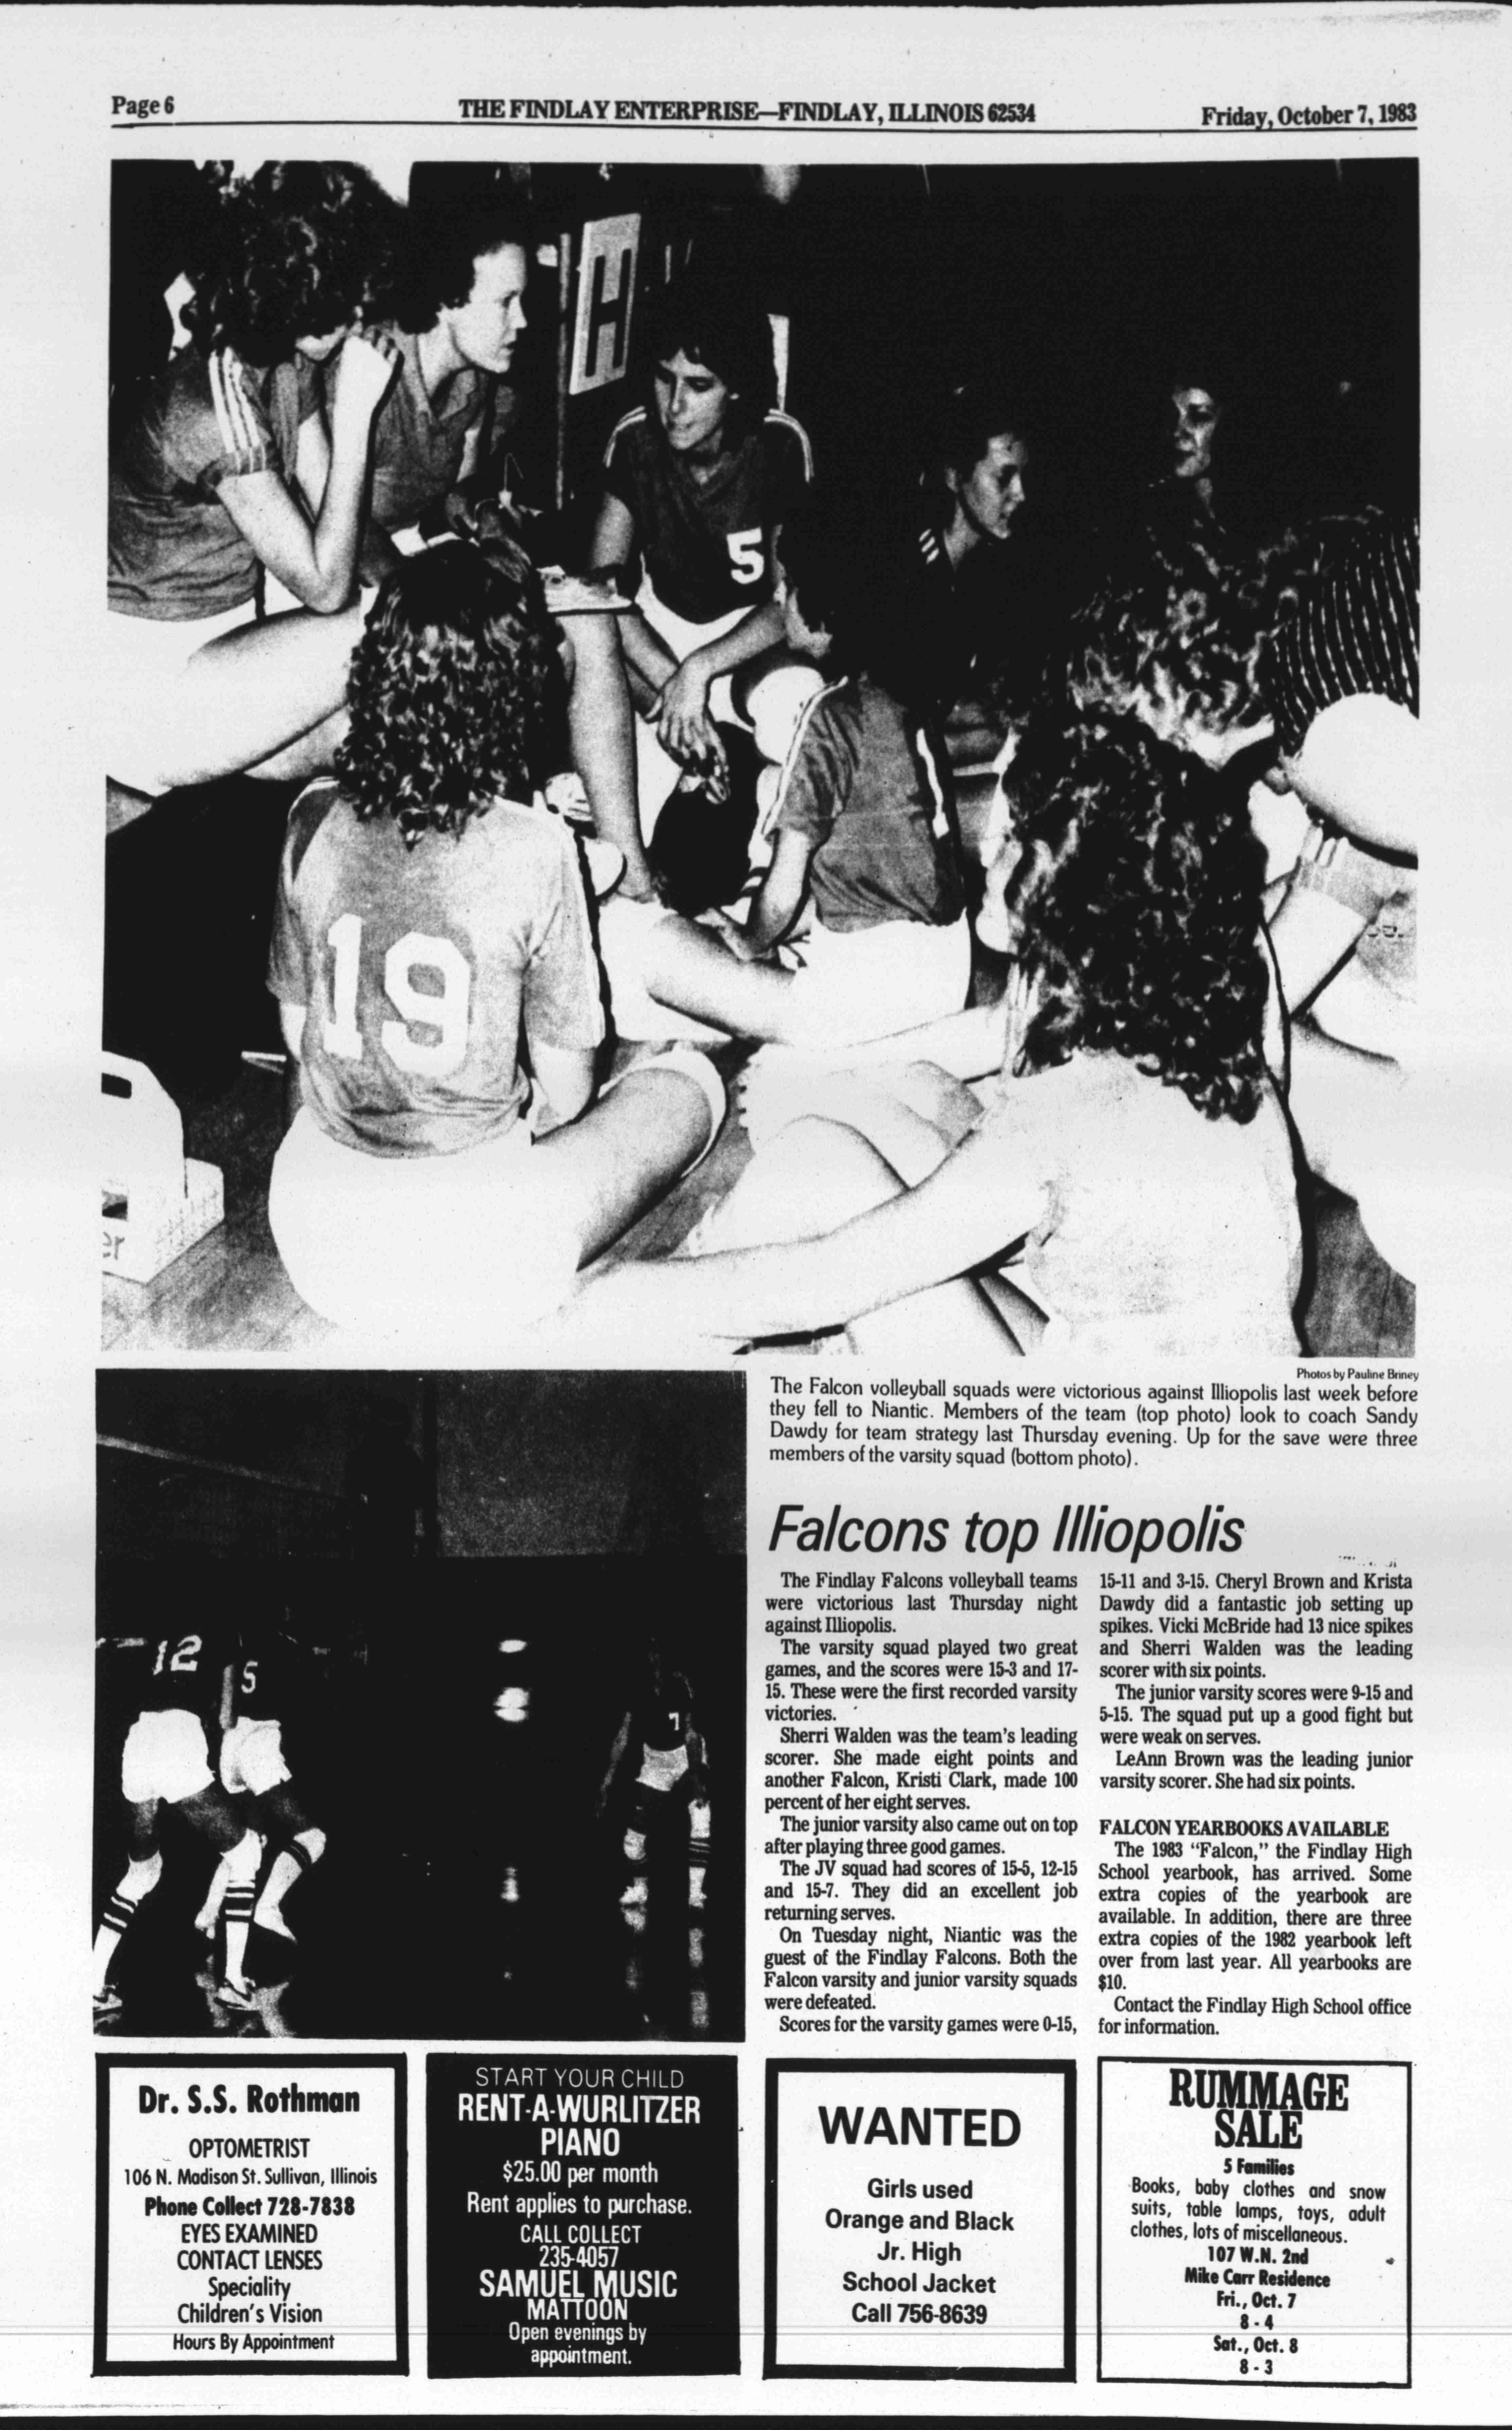 Page 6
THE FINDLAY ENTERPRISE—FINDLAY, ILLINOIS 62534
Friday, October 7, 1983
5
19
er
Photos by Pauline Briney
The Falcon volleyball squads were victorious against Illiopolis last week before
they fell to Niantic. Members of the team (top photo) look to coach Sandy
Dawdy for team strategy last Thursday evening. Up for the save were three
members of the varsity squad (bottom photo).
12
5
7
Falcons top Illiopolis
The Findlay Falcons volleyball teams
were victorious last Thursday night
against Illiopolis.
The varsity squad played two great
games, and the scores were 15-3 and 17-
15. These were the first recorded varsity
victories.
Sherri Walden was the team's leading
scorer. She made eight points and
another Falcon, Kristi Clark, made 100
percent of her eight serves.
The junior varsity also came out on top
after playing three good games.
The JV squad had scores of 15-5, 12-15
and 15-7. They did an excellent job
returning serves.
On Tuesday night, Niantic was the
guest of the Findlay Falcons. Both the
Falcon varsity and junior varsity squads
were defeated.
Scores for the varsity games were 0-15,
15-11 and 3-15. Cheryl Brown and Krista
Dawdy did a fantastic job setting up
spikes. Vicki McBride had 13 nice spikes
and Sherri Walden was the leading
scorer with six points.
The junior varsity scores were 9-15 and
5-15. The squad put up a good fight but
were weak on serves.
LeAnn Brown was the leading junior
varsity scorer. She had six points.
FALCON YEARBOOKS AVAILABLE
The 1983 "Falcon," the Findlay High
School yearbook, has arrived. Some
extra copies of the yearbook are
available. In addition, there are three
extra copies of the 1982 yearbook left
over from last year. All yearbooks are
$10.
Contact the Findlay High School office
for information.
Dr. S.S. Rothman
OPTOMETRIST
106 N. Madison St. Sullivan, Illinois
Phone Collect 728-7838
EYES EXAMINED
CONTACT LENSES
Speciality
Children's Vision
Hours By Appointment
START YOUR CHILD
RENT-A-WURLITZER
PIANO
$25.00 per month
Rent applies to purchase.
CALL COLLECT
235-4057
SAMUEL MUSIC
MATTOON
Open evenings by
appointment.
WANTED
Girls used
Orange and Black
Jr. High
School Jacket
Call 756-8639
RUMMAGE
SALE
5 Families
Books, baby clothes and snow
suits, table lamps, toys, adult
clothes, lots of miscellaneous.
107 W.N. 2nd
Mike Carr Residence
Fri., Oct. 7
8 - 4
Sat., Oct. 8
8 - 3